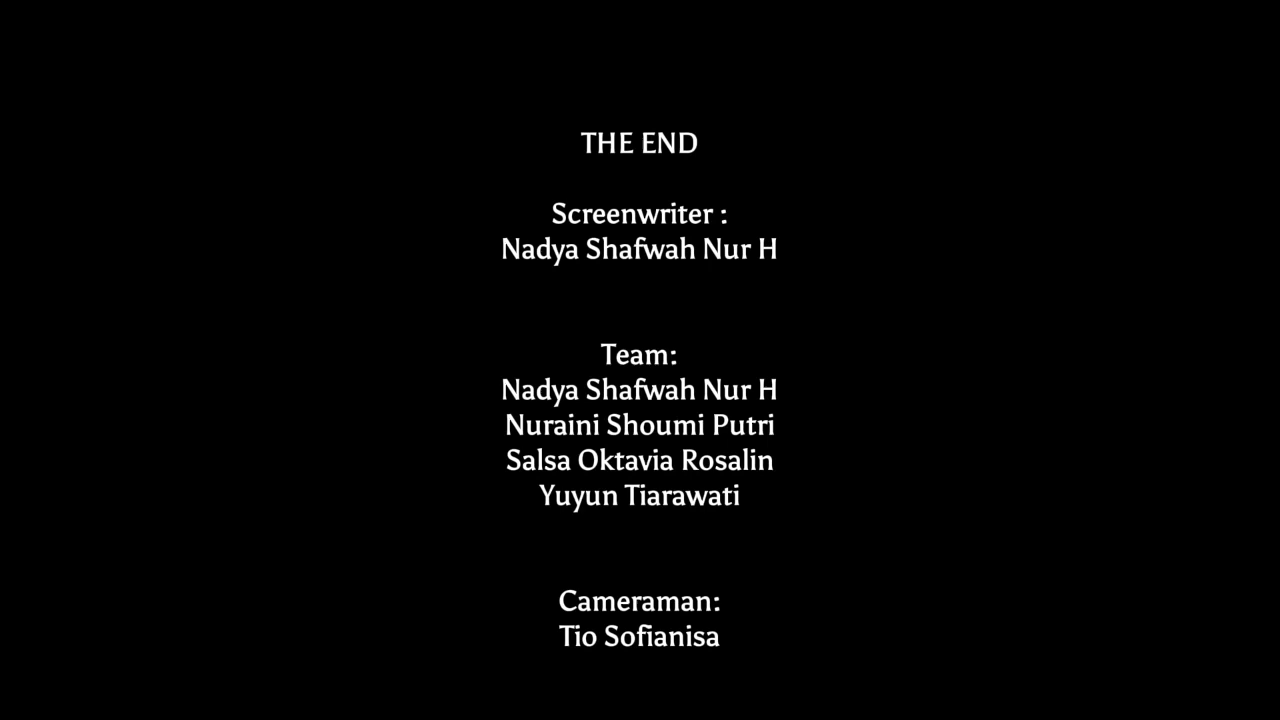 THE END
Screenwriter :
Nadya Shafwah Nur H
Team:
Nadya Shafwah Nur H
Nuraini Shoumi Putri
Salsa Oktavia Rosalin
Yuyun Tiarawati
Cameraman:
Tio Sofianisa